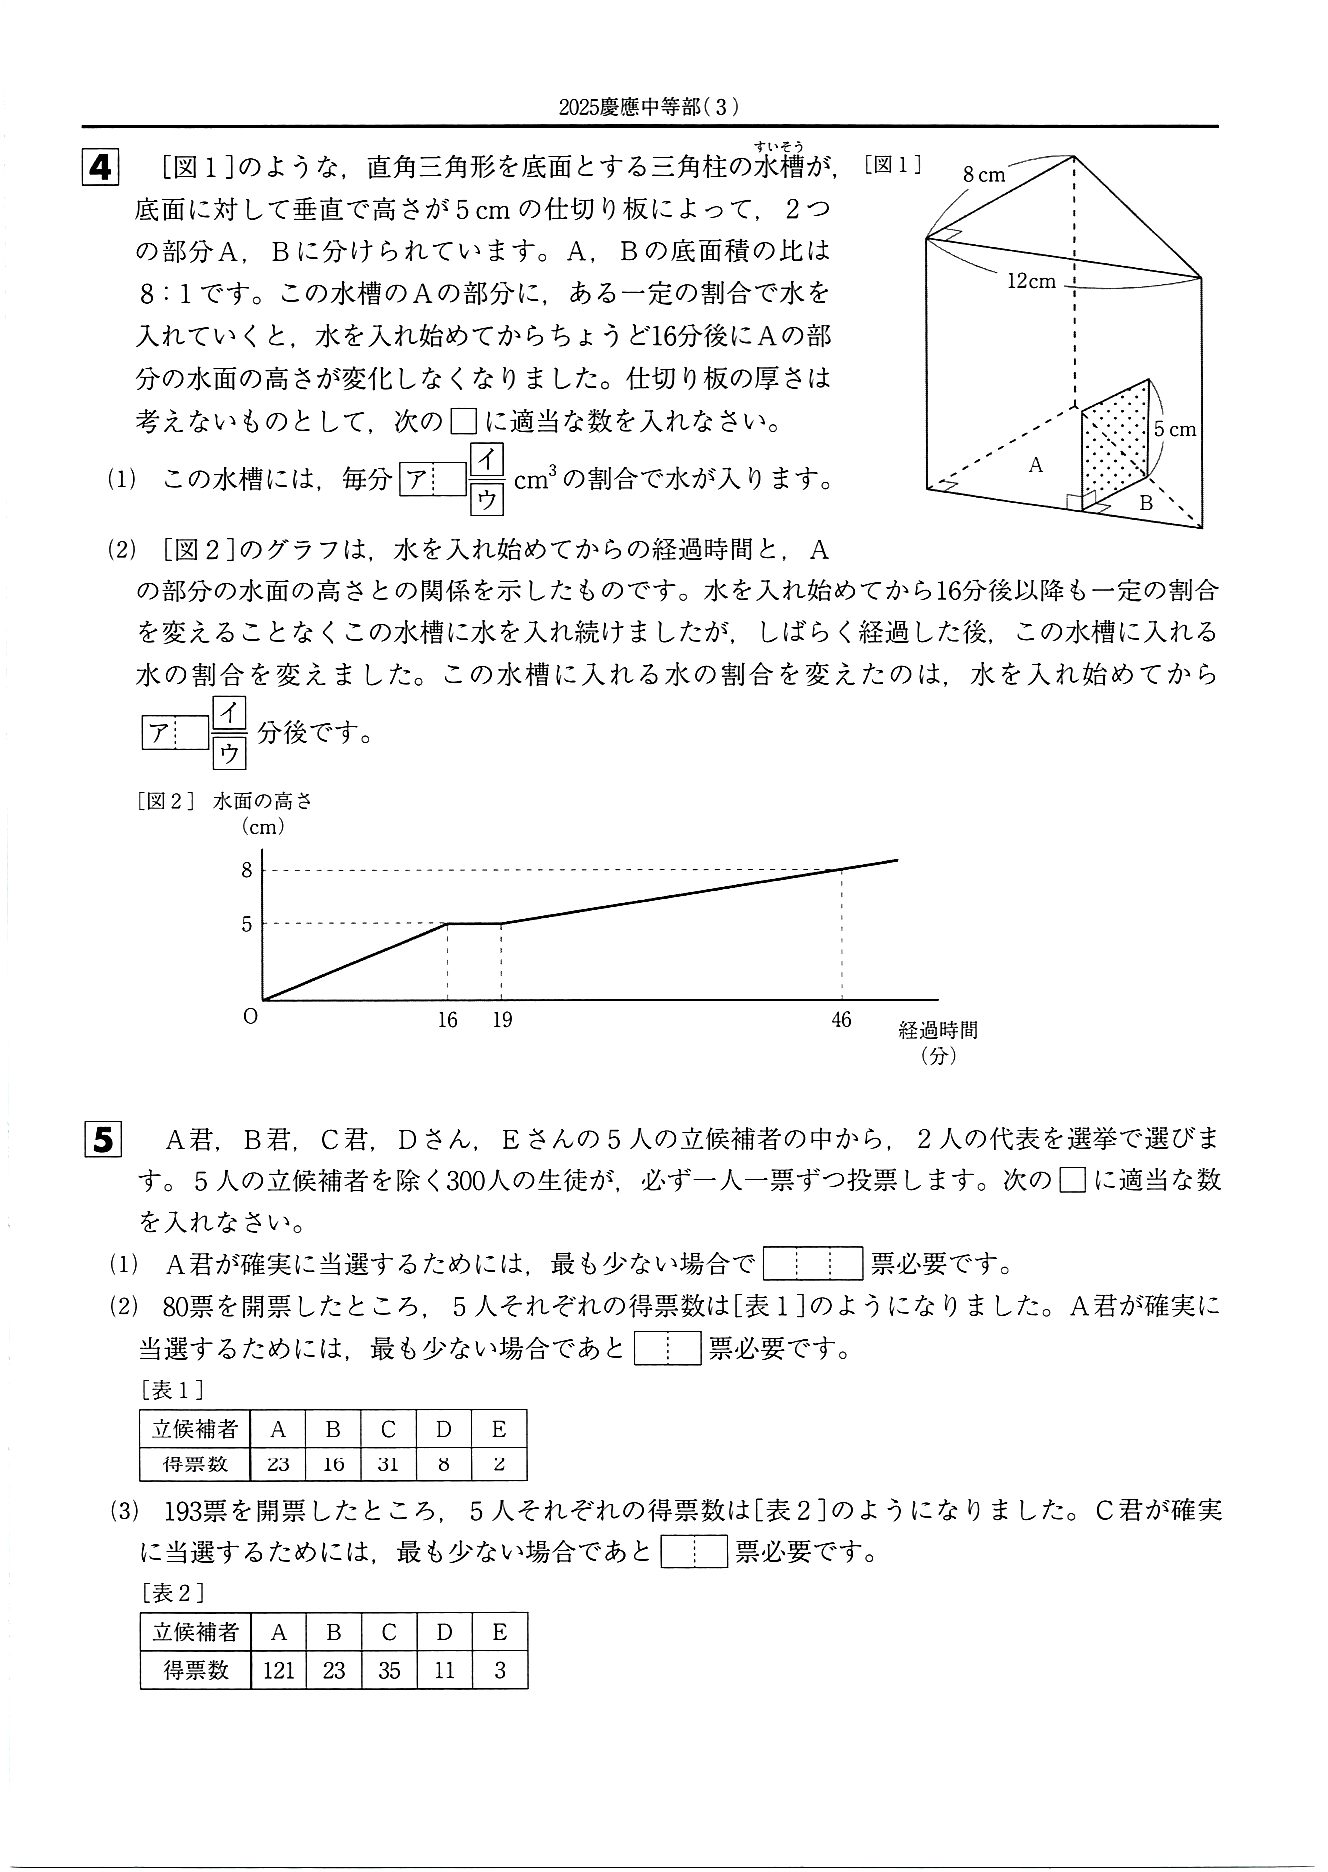 2025慶應中等部(3)
4 [図1]のような，直角三角形を底面とする三角柱の水槽が，
すいそう
底面に対して垂直で高さが5cmの仕切り板によって，2つ
の部分A，Bに分けられています。A，Bの底面積の比は
8：1です。この水槽のAの部分に，ある一定の割合で水を
入れていくと，水を入れ始めてからちょうど16分後にAの部
分の水面の高さが変化しなくなりました。仕切り板の厚さは
考えないものとして，次の□に適当な数を入れなさい。
[図1]
8cm
12cm
5cm
A
B
(1) この水槽には，毎分 ア イ/ウ cm³の割合で水が入ります。
(2) [図2]のグラフは，水を入れ始めてからの経過時間と，A
の部分の水面の高さとの関係を示したものです。水を入れ始めてから16分後以降も一定の割合
を変えることなくこの水槽に水を入れ続けましたが，しばらく経過した後，この水槽に入れる
水の割合を変えました。この水槽に入れる水の割合を変えたのは，水を入れ始めてから
ア イ/ウ 分後です。
[図2] 水面の高さ
(cm)
8
5
O 16 19 46
経過時間
(分)
5 A君，B君，C君，Dさん，Eさんの5人の立候補者の中から，2人の代表を選挙で選びま
す。5人の立候補者を除く300人の生徒が，必ず一人一票ずつ投票します。次の□に適当な数
を入れなさい。
(1) A君が確実に当選するためには，最も少ない場合で□票必要です。
(2) 80票を開票したところ，5人それぞれの得票数は[表1]のようになりました。A君が確実に
当選するためには，最も少ない場合であと□票必要です。
[表1]
立候補者 A B C D E
得票数 23 16 31 8 2
(3) 193票を開票したところ，5人それぞれの得票数は[表2]のようになりました。C君が確実
に当選するためには，最も少ない場合であと□票必要です。
[表2]
立候補者 A B C D E
得票数 121 23 35 11 3